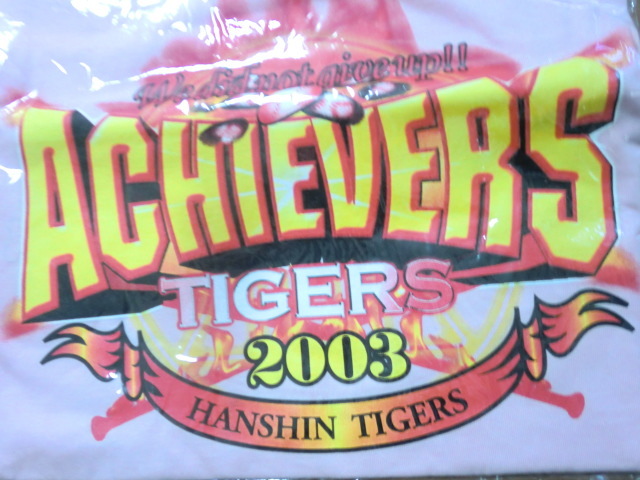 We did not give up!!
ACHiEVERS
TIGERS
2003
HANSHIN TIGERS